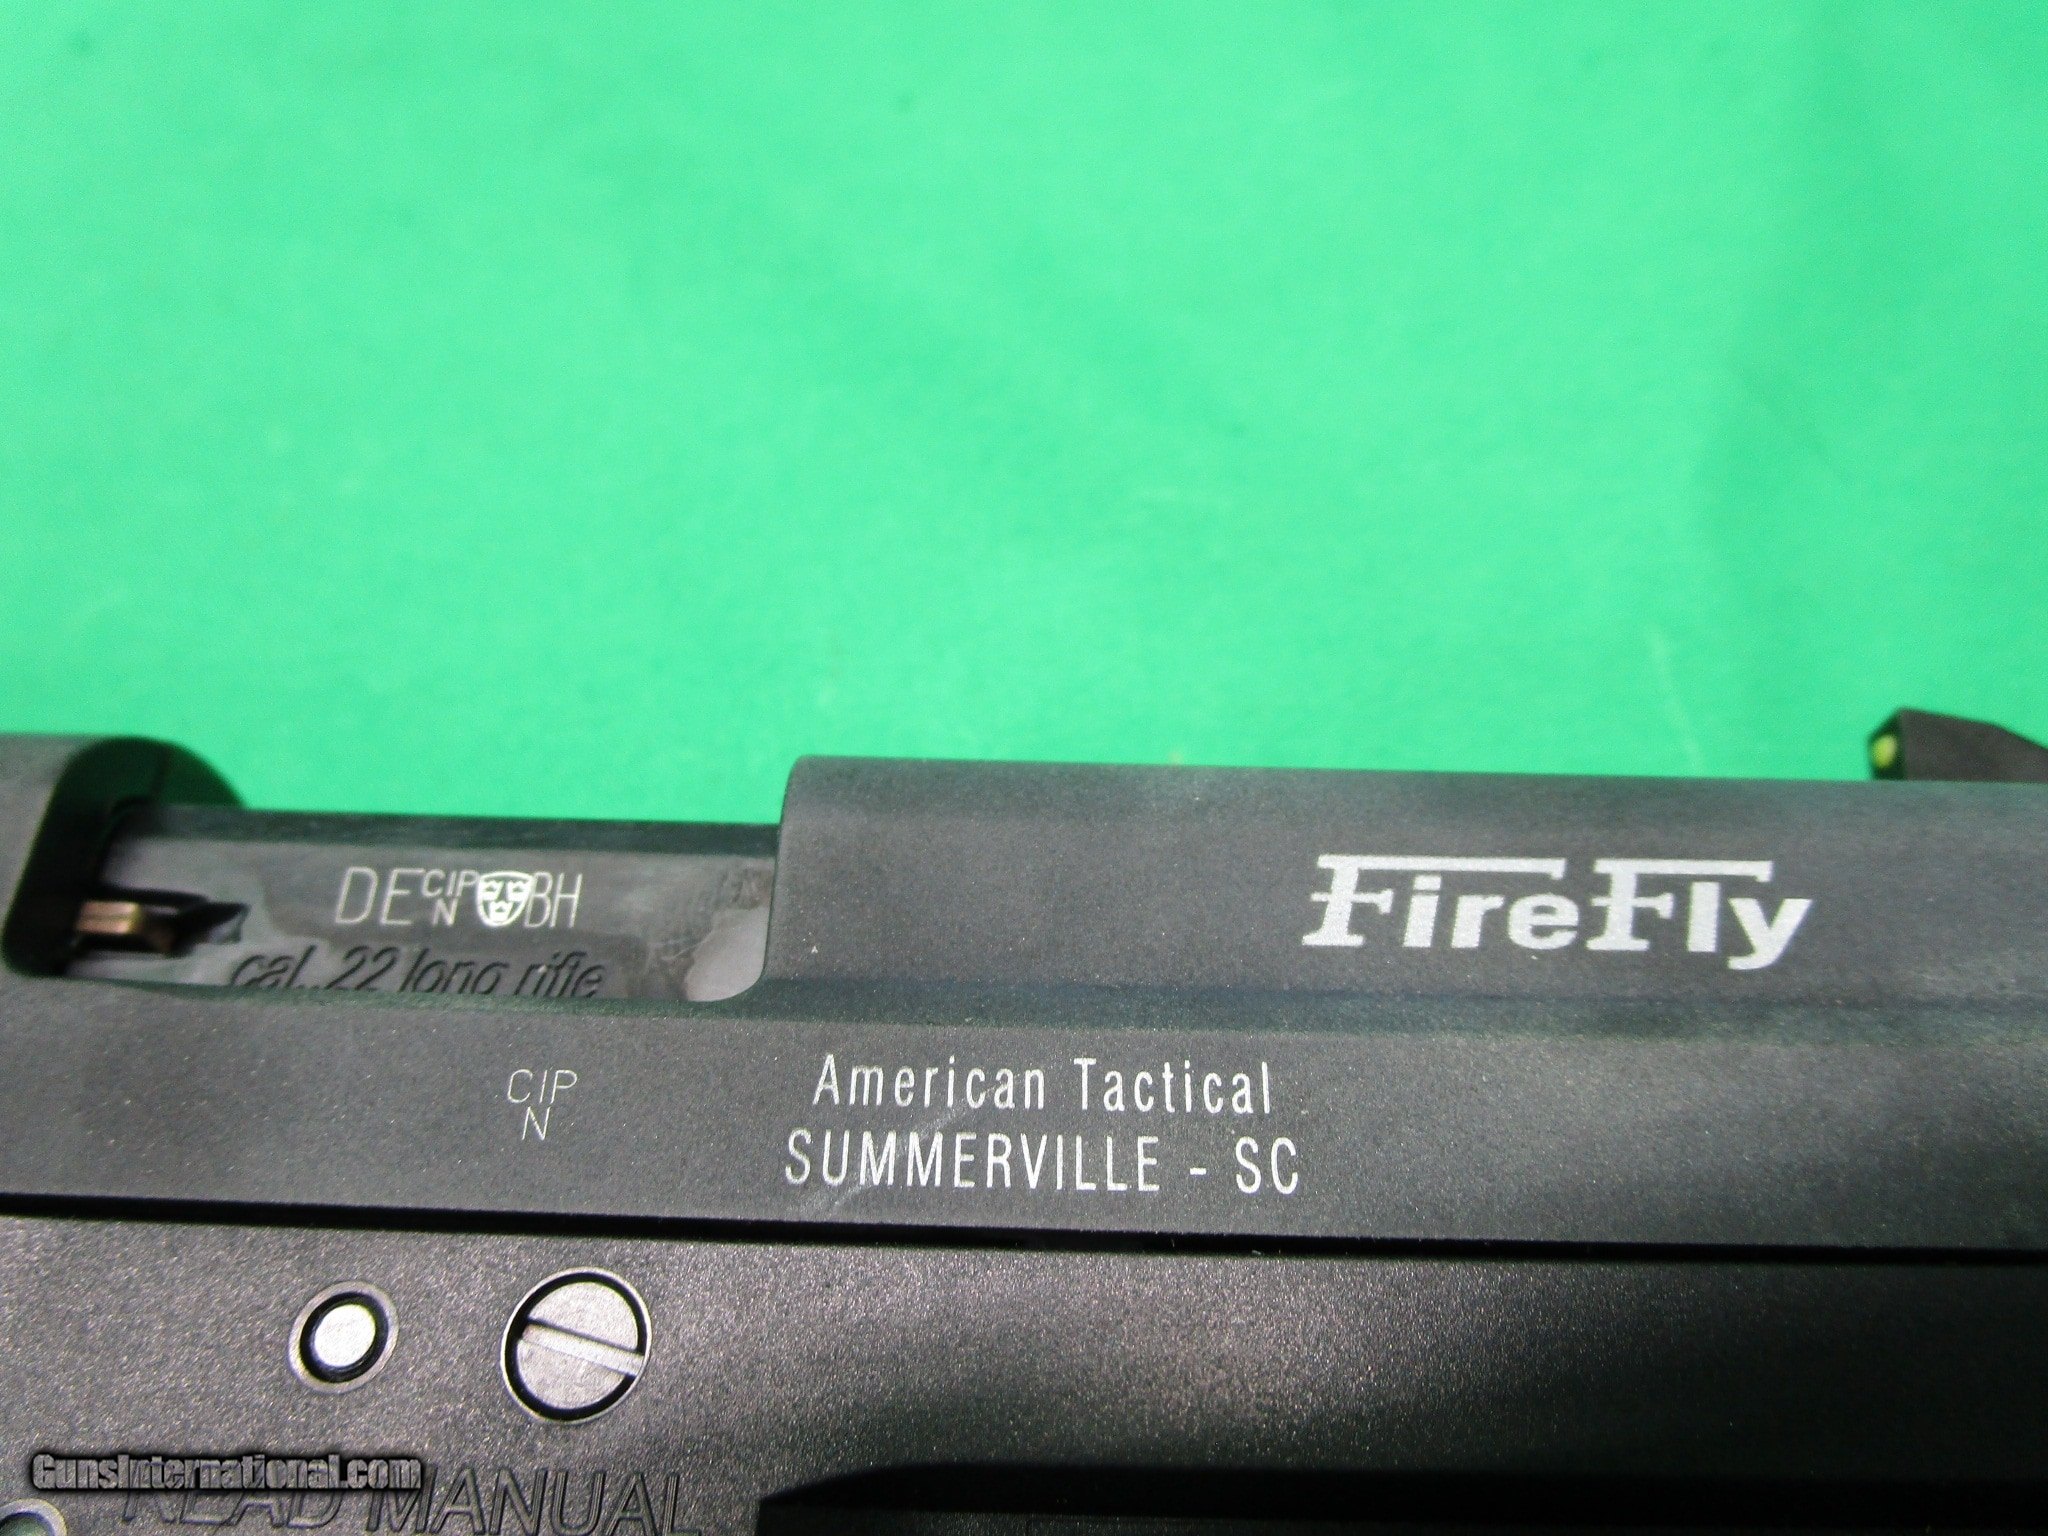 DE CIP N BH
cal. .22 long rifle
FireFly
CIP
N
American Tactical
SUMMERVILLE - SC
GunsInternational.com
READ MANUAL